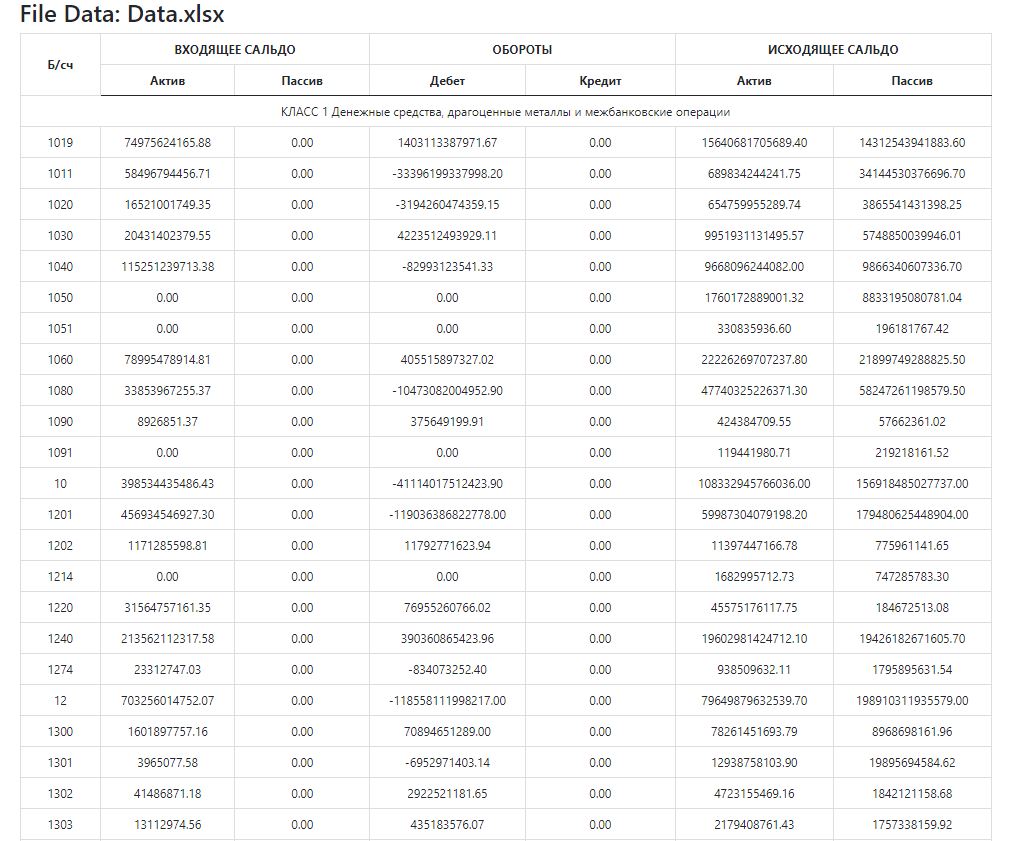 File Data: Data.xlsx
Б/сч ВХОДЯЩЕЕ САЛЬДО ОБОРОТЫ ИСХОДЯЩЕЕ САЛЬДО
Актив Пассив Дебет Кредит Актив Пассив
КЛАСС 1 Денежные средства, драгоценные металлы и межбанковские операции
1019 74975624165.88 0.00 1403113387971.67 0.00 15640681705689.40 14312543941883.60
1011 58496794456.71 0.00 -33396199337998.20 0.00 689834244241.75 34144530376696.70
1020 16521001749.35 0.00 -3194260474359.15 0.00 654759955289.74 3865541431398.25
1030 20431402379.55 0.00 4223512493929.11 0.00 9951931131495.57 5748850039946.01
1040 115251239713.38 0.00 -82993123541.33 0.00 9668096244082.00 9866340607336.70
1050 0.00 0.00 0.00 0.00 1760172889001.32 8833195080781.04
1051 0.00 0.00 0.00 0.00 330835936.60 196181767.42
1060 78995478914.81 0.00 405515897327.02 0.00 22226269707237.80 21899749288825.50
1080 33853967255.37 0.00 -10473082004952.90 0.00 47740325226371.30 58247261198579.50
1090 8926851.37 0.00 375649199.91 0.00 424384709.55 57662361.02
1091 0.00 0.00 0.00 0.00 119441980.71 219218161.52
10 398534435486.43 0.00 -41114017512423.90 0.00 108332945766036.00 156918485027737.00
1201 456934546927.30 0.00 -119036386822778.00 0.00 59987304079198.20 179480625448904.00
1202 1171285598.81 0.00 11792771623.94 0.00 11397447166.78 775961141.65
1214 0.00 0.00 0.00 0.00 1682995712.73 747285783.30
1220 31564757161.35 0.00 76955260766.02 0.00 45575176117.75 184672513.08
1240 213562112317.58 0.00 390360865423.96 0.00 19602981424712.10 19426182671605.70
1274 23312747.03 0.00 -834073252.40 0.00 938509632.11 1795895631.54
12 703256014752.07 0.00 -118558111998217.00 0.00 79649879632539.70 198910311935579.00
1300 1601897757.16 0.00 70894651289.00 0.00 78261451693.79 8968698161.96
1301 3965077.58 0.00 -6952971403.14 0.00 12938758103.90 19895694584.62
1302 41486871.18 0.00 2922521181.65 0.00 4723155469.16 1842121158.68
1303 13112974.56 0.00 435183576.07 0.00 2179408761.43 1757338159.92